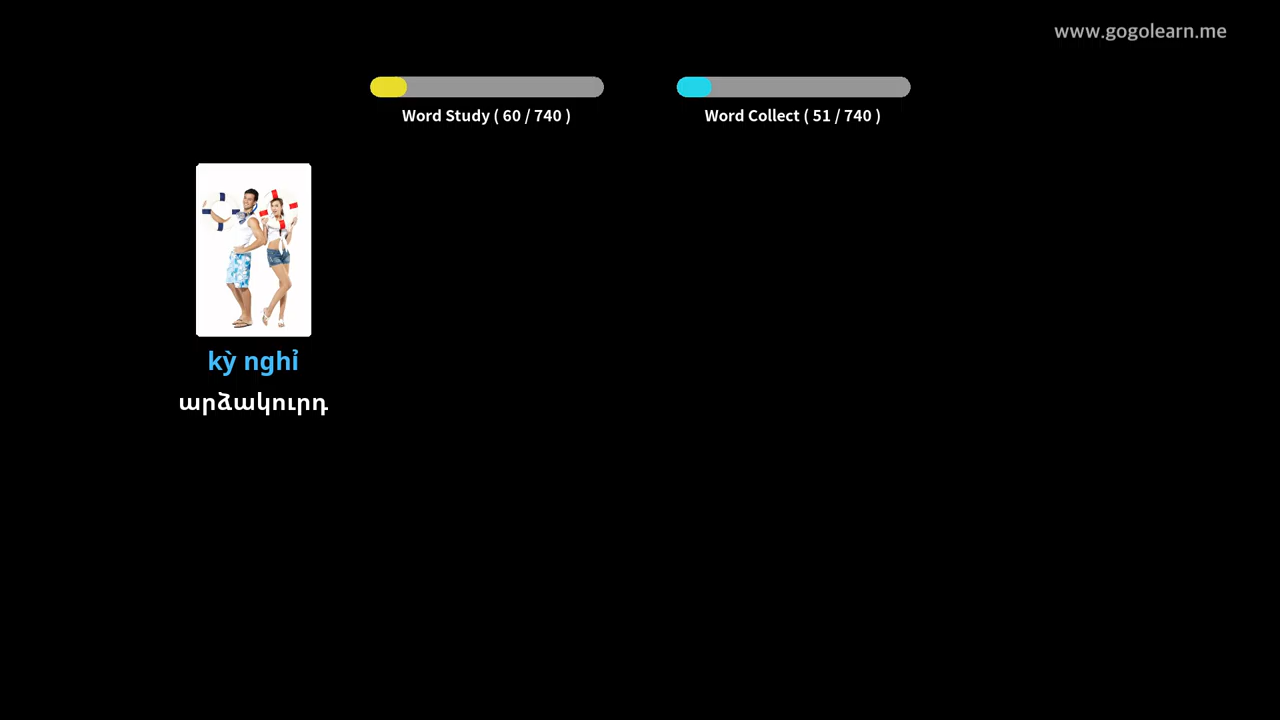 www.gogolearn.me
Word Study ( 60 / 740 )
Word Collect ( 51 / 740 )
kỳ nghỉ
արձակուրդ